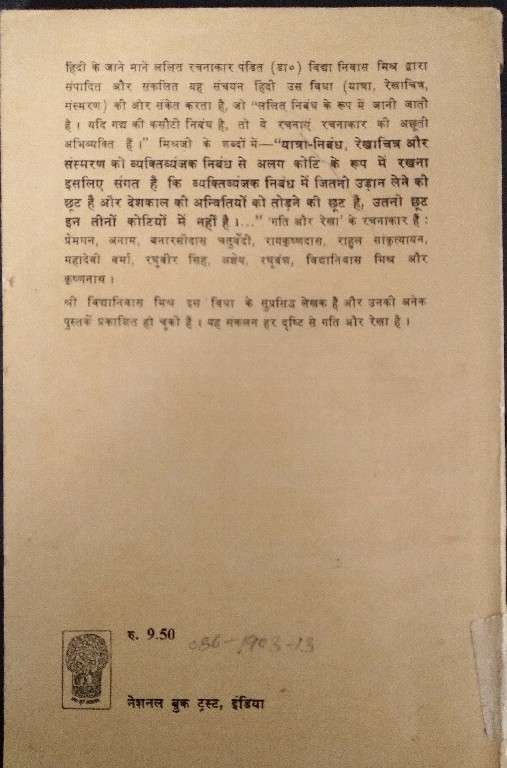 हिंदी के जाने माने ललित रचनाकार पंडित (डा०) विद्या निवास मिश्र द्वारा
संपादित और संकलित यह संचयन हिंदी उस विधा (यात्रा, रेखाचित्र,
संस्मरण) की ओर संकेत करता है, जो "ललित निबंध के रूप में जानी जाती
है। यदि गद्य की कसौटी निबंध है, तो ये रचनाएं रचनाकार की अछूती
अभिव्यक्ति हैं।" मिश्रजी के शब्दों में—"यात्रा-निबंध, रेखाचित्र और
संस्मरण को व्यक्तिव्यंजक निबंध से अलग कोटि के रूप में रखना
इसलिए संगत है कि व्यक्तिव्यंजक निबंध में जितनी उड़ान लेने की
छूट है और देशकाल की अन्वितियों को तोड़ने की छूट है, उतनी छूट
इन तीनों कोटियों में नहीं है।..." 'गति और रेखा' के रचनाकार हैं :
प्रेमघन, अनाम, बनारसीदास चतुर्वेदी, रायकृष्णदास, राहुल सांकृत्यायन,
महादेवी वर्मा, रघुवीर सिंह, अज्ञेय, रघुवंश, विद्यानिवास मिश्र और
कृष्णनाथ।
श्री विद्यानिवास मिश्र इस विधा के सुप्रसिद्ध लेखक हैं और उनकी अनेक
पुस्तकें प्रकाशित हो चुकी हैं। यह संकलन हर दृष्टि से गति और रेखा है।
रु. 9.50
नेशनल बुक ट्रस्ट, इंडिया